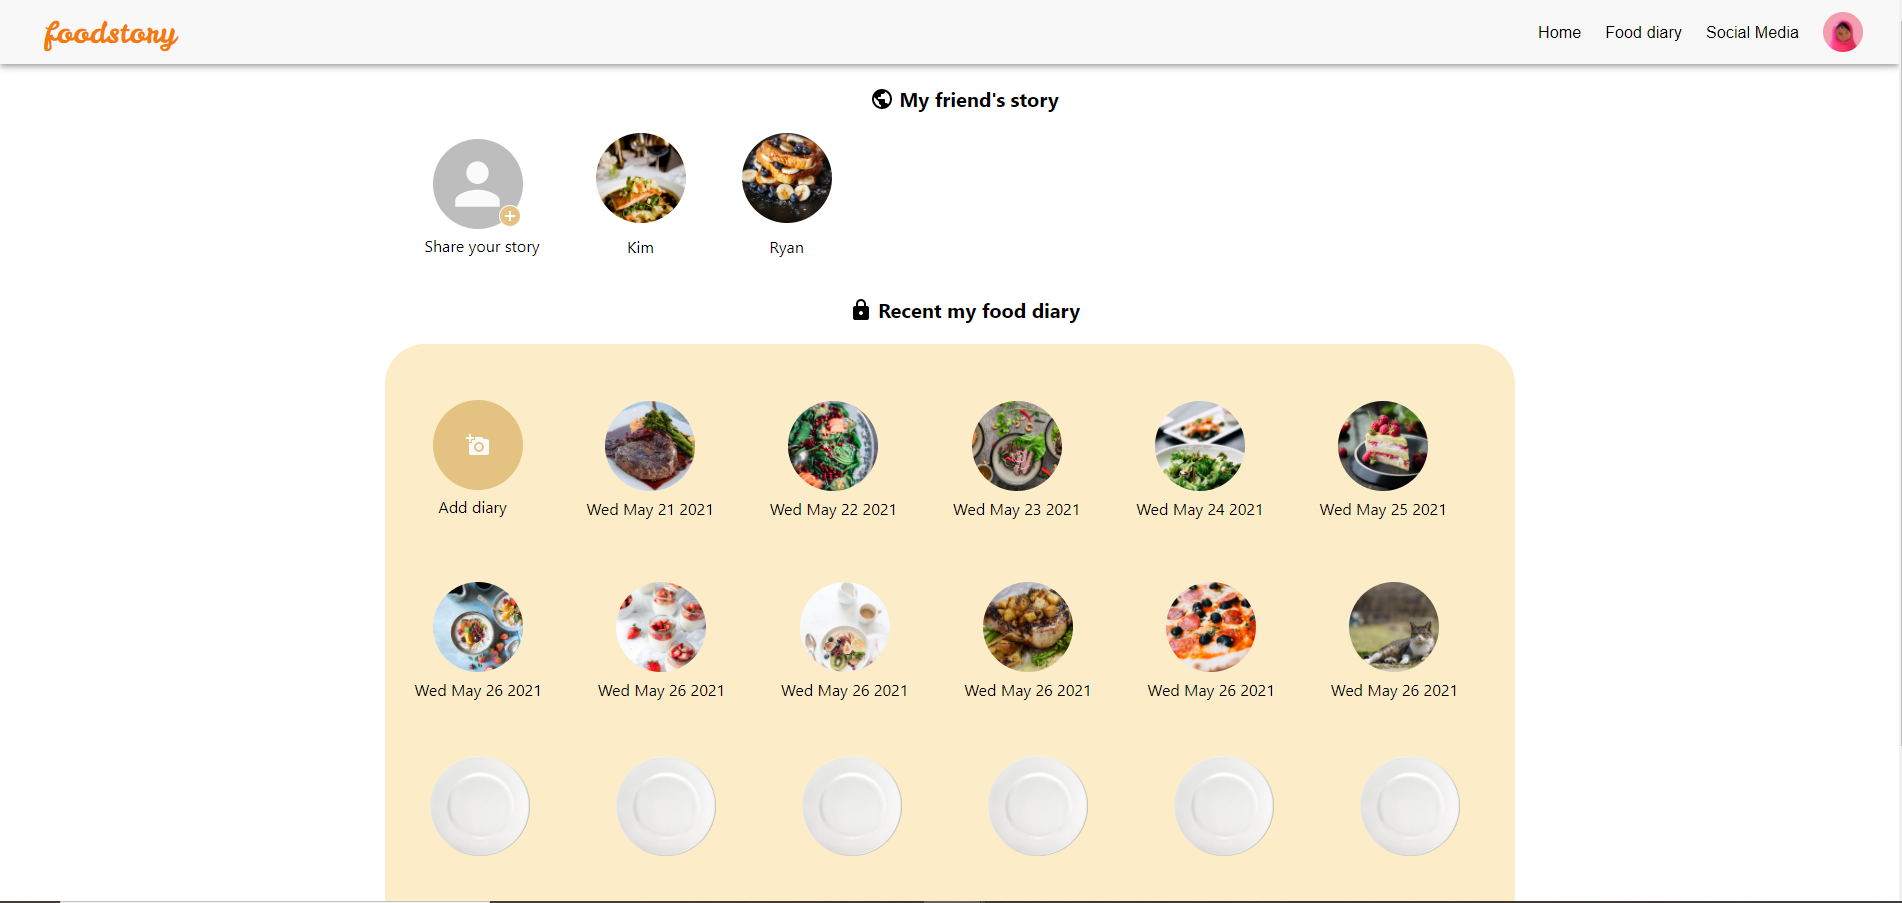 foodstory
Home Food diary Social Media
My friend's story
Share your story Kim Ryan
Recent my food diary
Add diary Wed May 21 2021 Wed May 22 2021 Wed May 23 2021 Wed May 24 2021 Wed May 25 2021
Wed May 26 2021 Wed May 26 2021 Wed May 26 2021 Wed May 26 2021 Wed May 26 2021 Wed May 26 2021